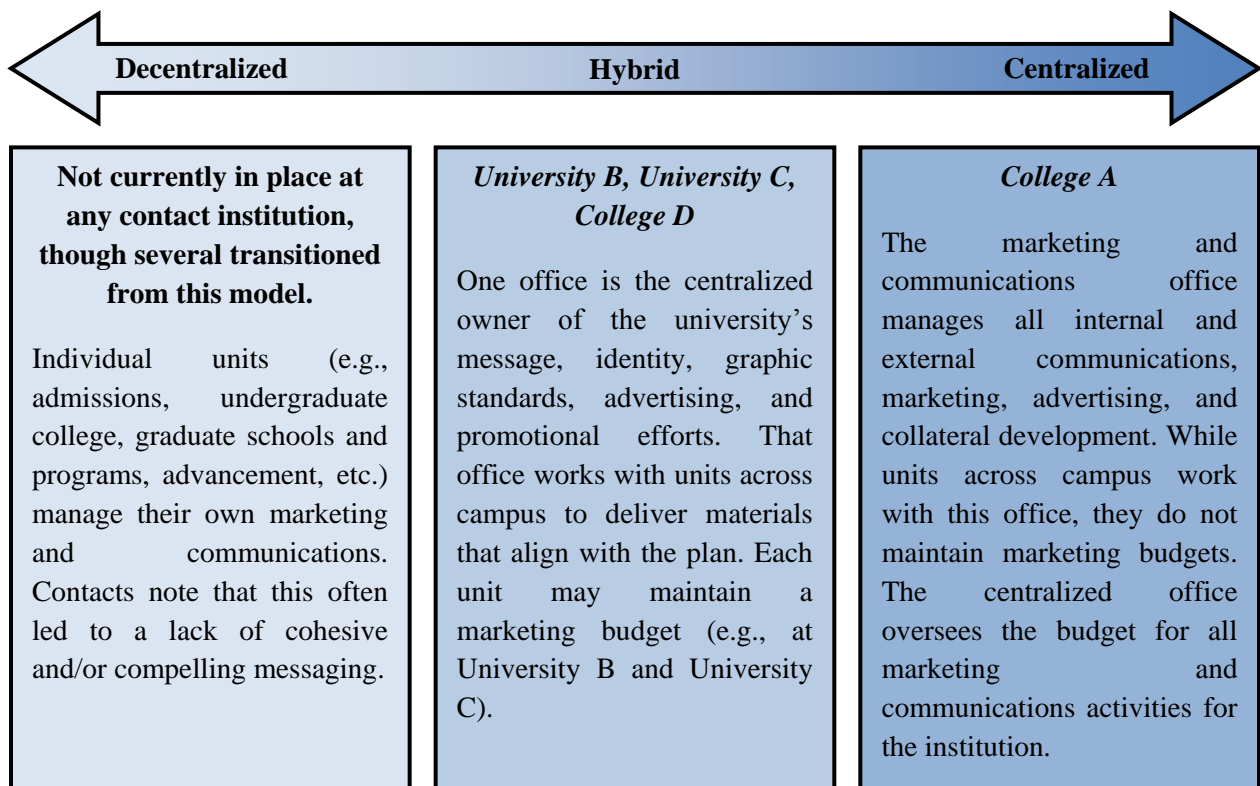 Decentralized Hybrid Centralized
Not currently in place at
any contact institution,
though several transitioned
from this model.
Individual units (e.g.,
admissions, undergraduate
college, graduate schools and
programs, advancement, etc.)
manage their own marketing
and communications.
Contacts note that this often
led to a lack of cohesive
and/or compelling messaging.
University B, University C,
College D
One office is the centralized
owner of the university’s
message, identity, graphic
standards, advertising, and
promotional efforts. That
office works with units across
campus to deliver materials
that align with the plan. Each
unit may maintain a
marketing budget (e.g., at
University B and University
C).
College A
The marketing and
communications office
manages all internal and
external communications,
marketing, advertising, and
collateral development. While
units across campus work
with this office, they do not
maintain marketing budgets.
The centralized office
oversees the budget for all
marketing and
communications activities for
the institution.